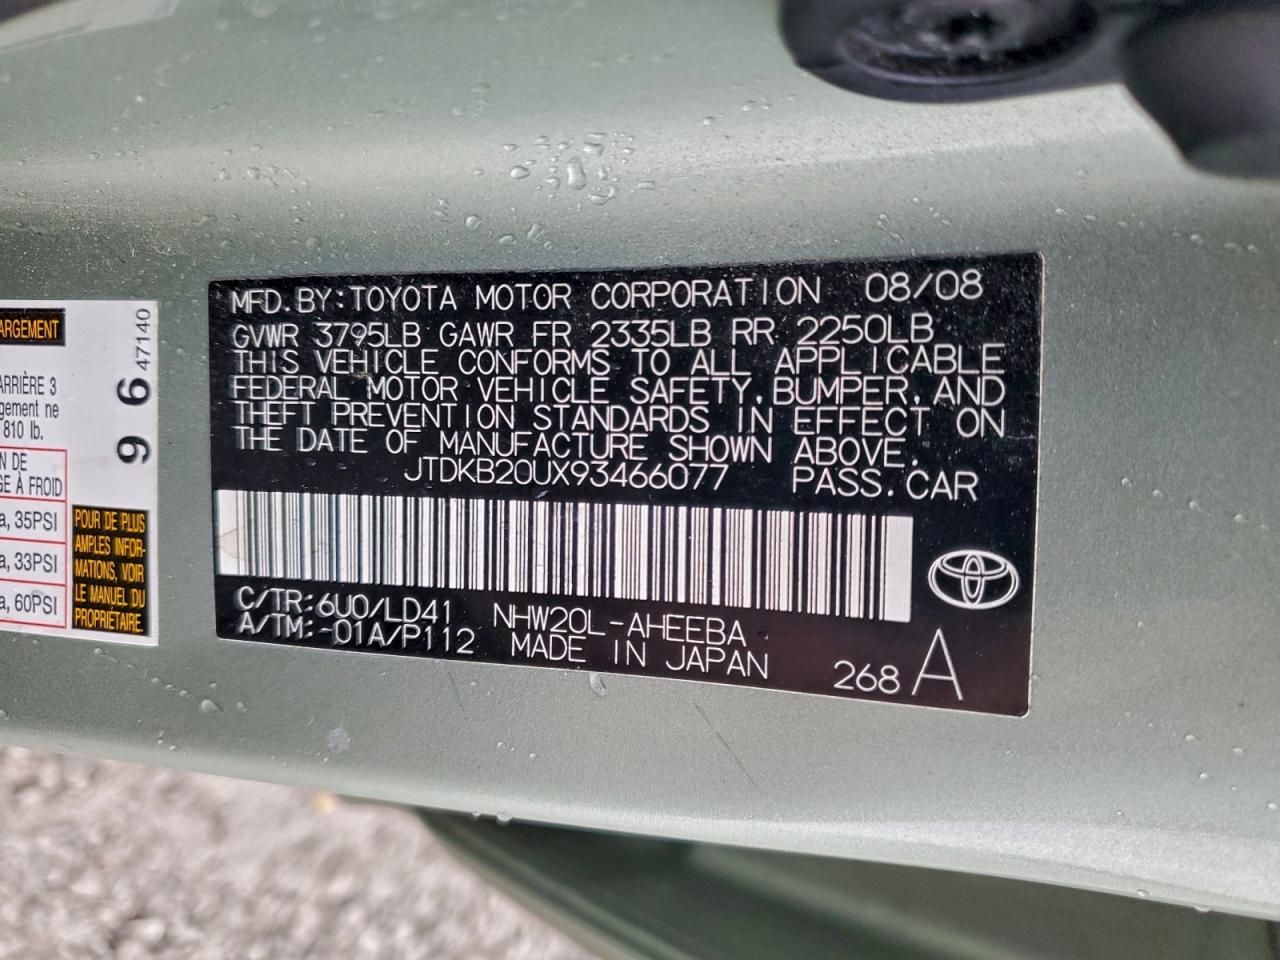 ARGEMENT
ARRIÈRE 3
gement ne
810 lb.
N DE
GE À FROID
a, 35PSI
a, 33PSI
a, 60PSI
96 47140
POUR DE PLUS
AMPLES INFOR-
MATIONS, VOIR
LE MANUEL DU
PROPRIÉTAIRE.
MFD. BY: TOYOTA MOTOR CORPORATION 08/08
GVWR 3795LB GAWR FR 2335LB RR 2250LB
THIS VEHICLE CONFORMS TO ALL APPLICABLE
FEDERAL MOTOR VEHICLE SAFETY, BUMPER, AND
THEFT PREVENTION STANDARDS IN EFFECT ON
THE DATE OF MANUFACTURE SHOWN ABOVE.
JTDKB20UX93466077 PASS. CAR
C/TR: 6U0/LD41 NHW20L-AHEEBA
A/TM: -01A/P112 MADE IN JAPAN
268 A